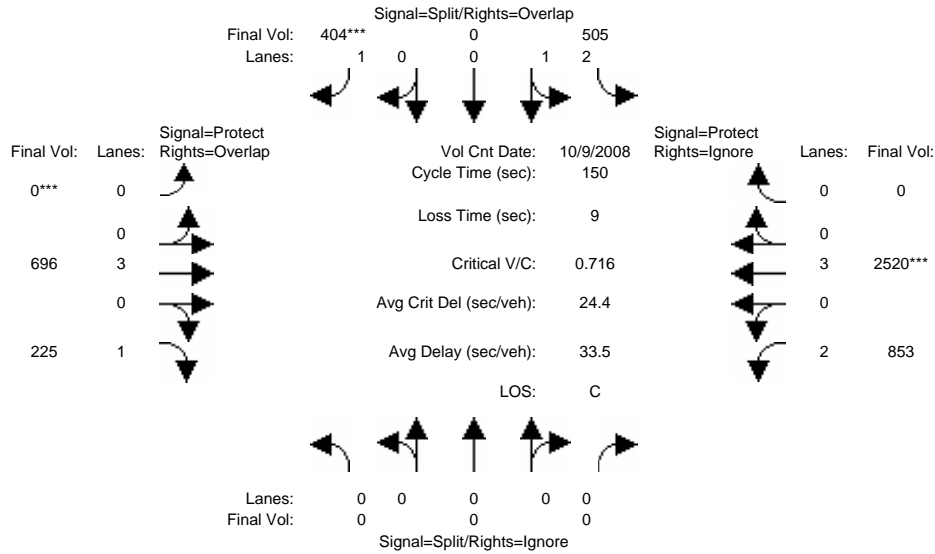 Signal=Split/Rights=Overlap
Final Vol: 404*** 0 505
Lanes: 1 0 0 1 2
Signal=Protect
Final Vol: Lanes: Rights=Overlap
Vol Cnt Date: 10/9/2008
Signal=Protect
Rights=Ignore Lanes: Final Vol:
Cycle Time (sec): 150
0*** 0
0 0
Loss Time (sec): 9
0
0
696 3
Critical V/C: 0.716
3 2520***
0
Avg Crit Del (sec/veh): 24.4
0
225 1
Avg Delay (sec/veh): 33.5
2 853
LOS: C
Lanes: 0 0 0 0 0
Final Vol: 0 0 0
Signal=Split/Rights=Ignore